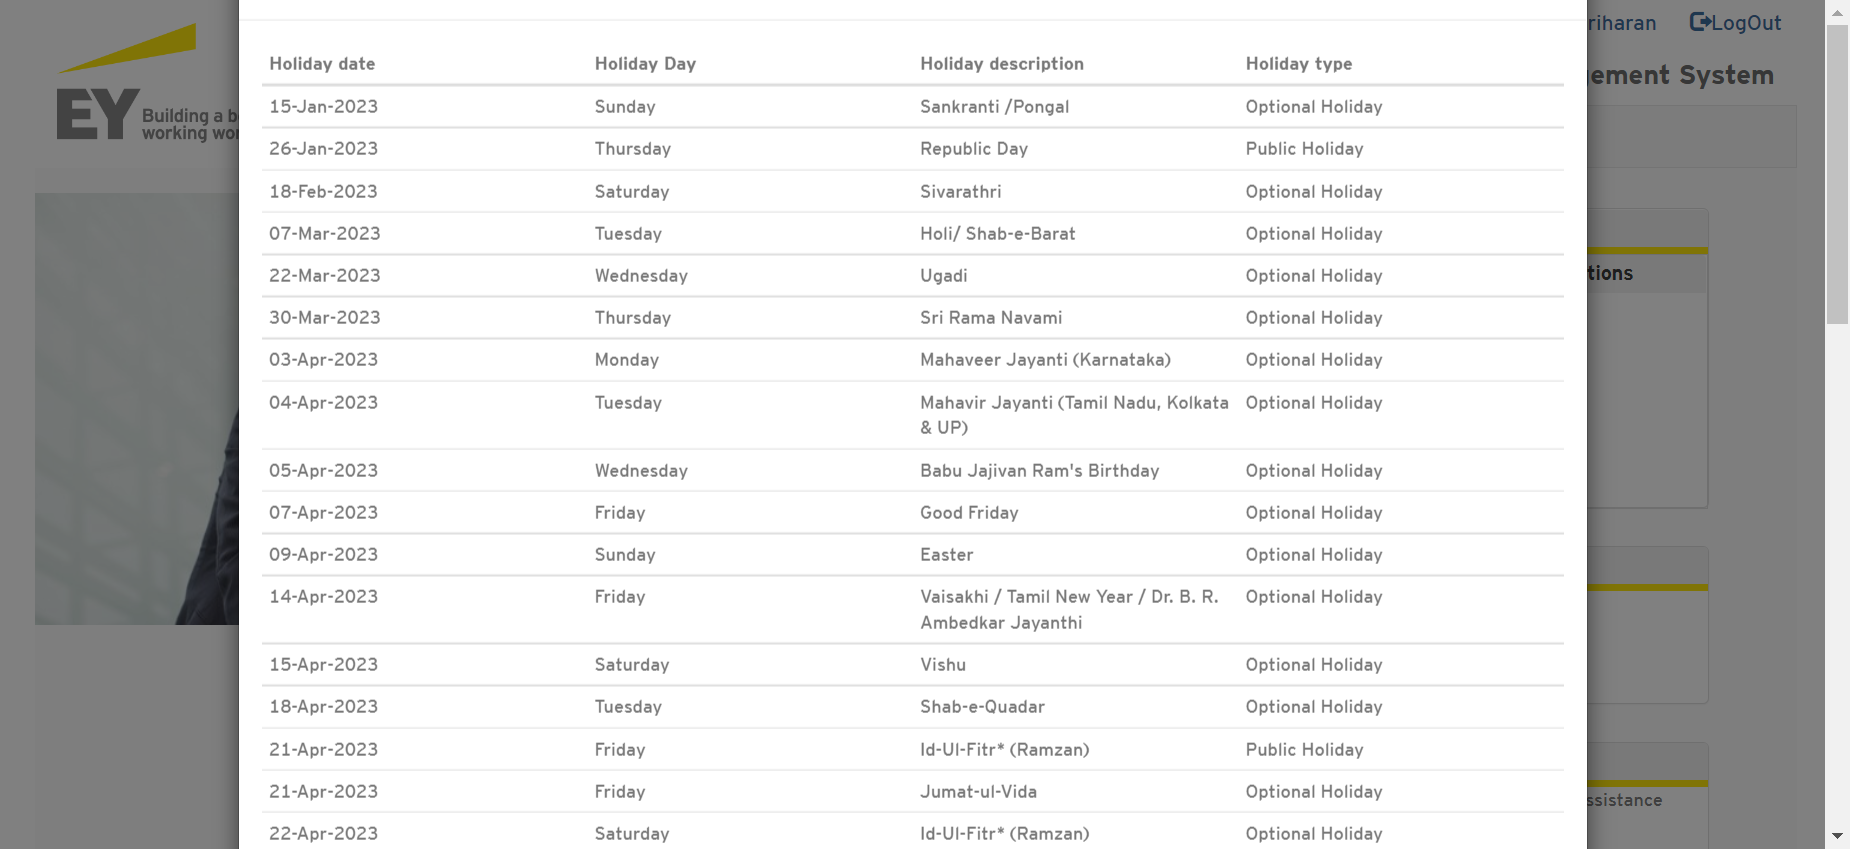 riharan LogOut
ement System
EY Building a b
working wor
tions
ssistance
Holiday date Holiday Day Holiday description Holiday type
15-Jan-2023 Sunday Sankranti /Pongal Optional Holiday
26-Jan-2023 Thursday Republic Day Public Holiday
18-Feb-2023 Saturday Sivarathri Optional Holiday
07-Mar-2023 Tuesday Holi/ Shab-e-Barat Optional Holiday
22-Mar-2023 Wednesday Ugadi Optional Holiday
30-Mar-2023 Thursday Sri Rama Navami Optional Holiday
03-Apr-2023 Monday Mahaveer Jayanti (Karnataka) Optional Holiday
04-Apr-2023 Tuesday Mahavir Jayanti (Tamil Nadu, Kolkata Optional Holiday
& UP)
05-Apr-2023 Wednesday Babu Jajivan Ram's Birthday Optional Holiday
07-Apr-2023 Friday Good Friday Optional Holiday
09-Apr-2023 Sunday Easter Optional Holiday
14-Apr-2023 Friday Vaisakhi / Tamil New Year / Dr. B. R. Optional Holiday
Ambedkar Jayanthi
15-Apr-2023 Saturday Vishu Optional Holiday
18-Apr-2023 Tuesday Shab-e-Quadar Optional Holiday
21-Apr-2023 Friday Id-Ul-Fitr* (Ramzan) Public Holiday
21-Apr-2023 Friday Jumat-ul-Vida Optional Holiday
22-Apr-2023 Saturday Id-Ul-Fitr* (Ramzan) Optional Holiday